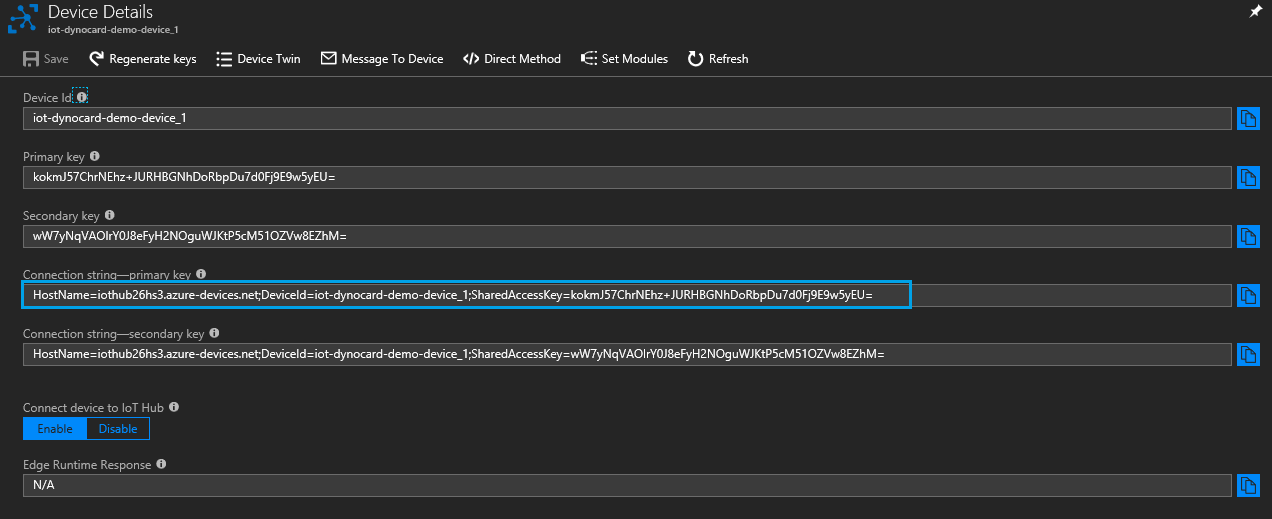 Device Details
iot-dynocard-demo-device_1
Save Regenerate keys Device Twin Message To Device Direct Method Set Modules Refresh
Device Id
iot-dynocard-demo-device_1
Primary key
kokmJ57ChrNEhz+JURHBGNhDoRbpDu7d0Fj9E9w5yEU=
Secondary key
wW7yNqVAOlrY0J8eFyH2NOguWJKtP5cM51OZVw8EZhM=
Connection string—primary key
HostName=iothub26hs3.azure-devices.net;DeviceId=iot-dynocard-demo-device_1;SharedAccessKey=kokmJ57ChrNEhz+JURHBGNhDoRbpDu7d0Fj9E9w5yEU=
Connection string—secondary key
HostName=iothub26hs3.azure-devices.net;DeviceId=iot-dynocard-demo-device_1;SharedAccessKey=wW7yNqVAOlrY0J8eFyH2NOguWJKtP5cM51OZVw8EZhM=
Connect device to IoT Hub
Enable Disable
Edge Runtime Response
N/A